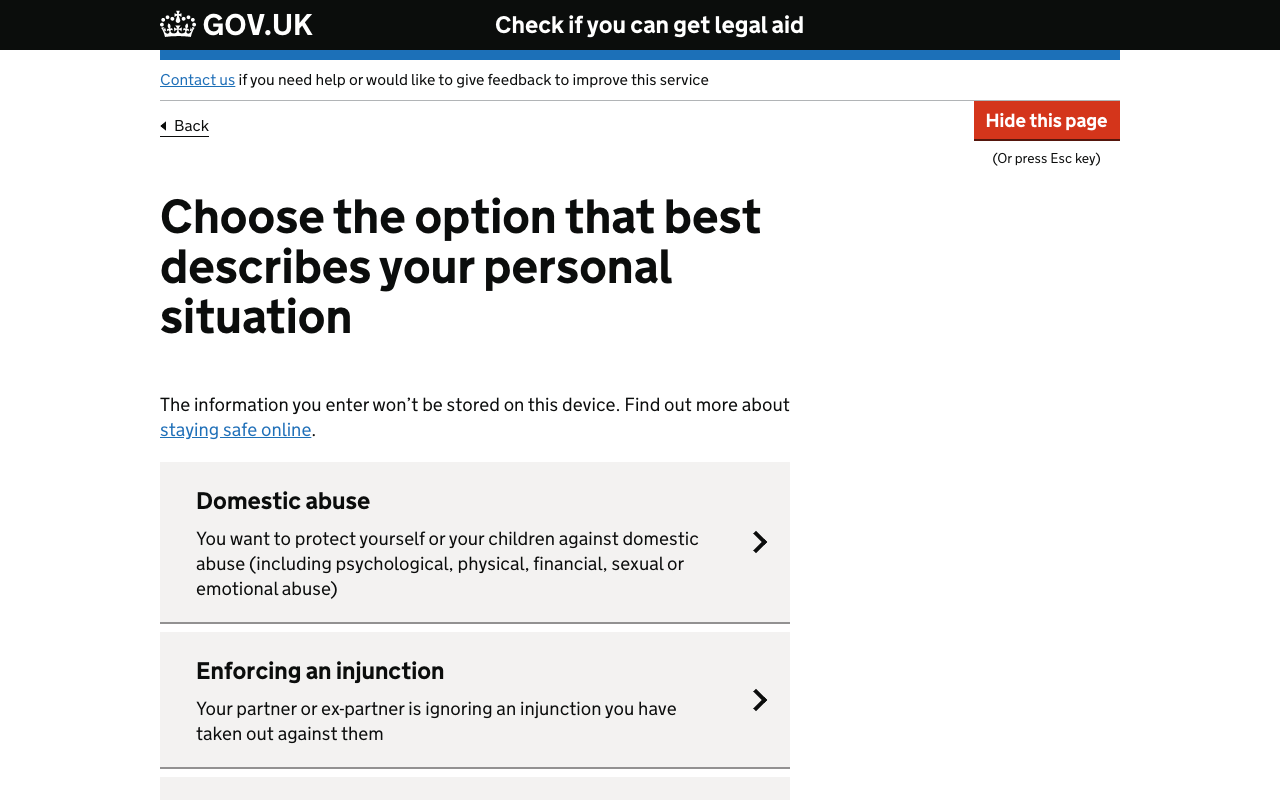 GOV.UK
Check if you can get legal aid
Contact us if you need help or would like to give feedback to improve this service
Back
Hide this page
(Or press Esc key)
Choose the option that best
describes your personal
situation
The information you enter won’t be stored on this device. Find out more about
staying safe online.
Domestic abuse
You want to protect yourself or your children against domestic
abuse (including psychological, physical, financial, sexual or
emotional abuse)
Enforcing an injunction
Your partner or ex-partner is ignoring an injunction you have
taken out against them